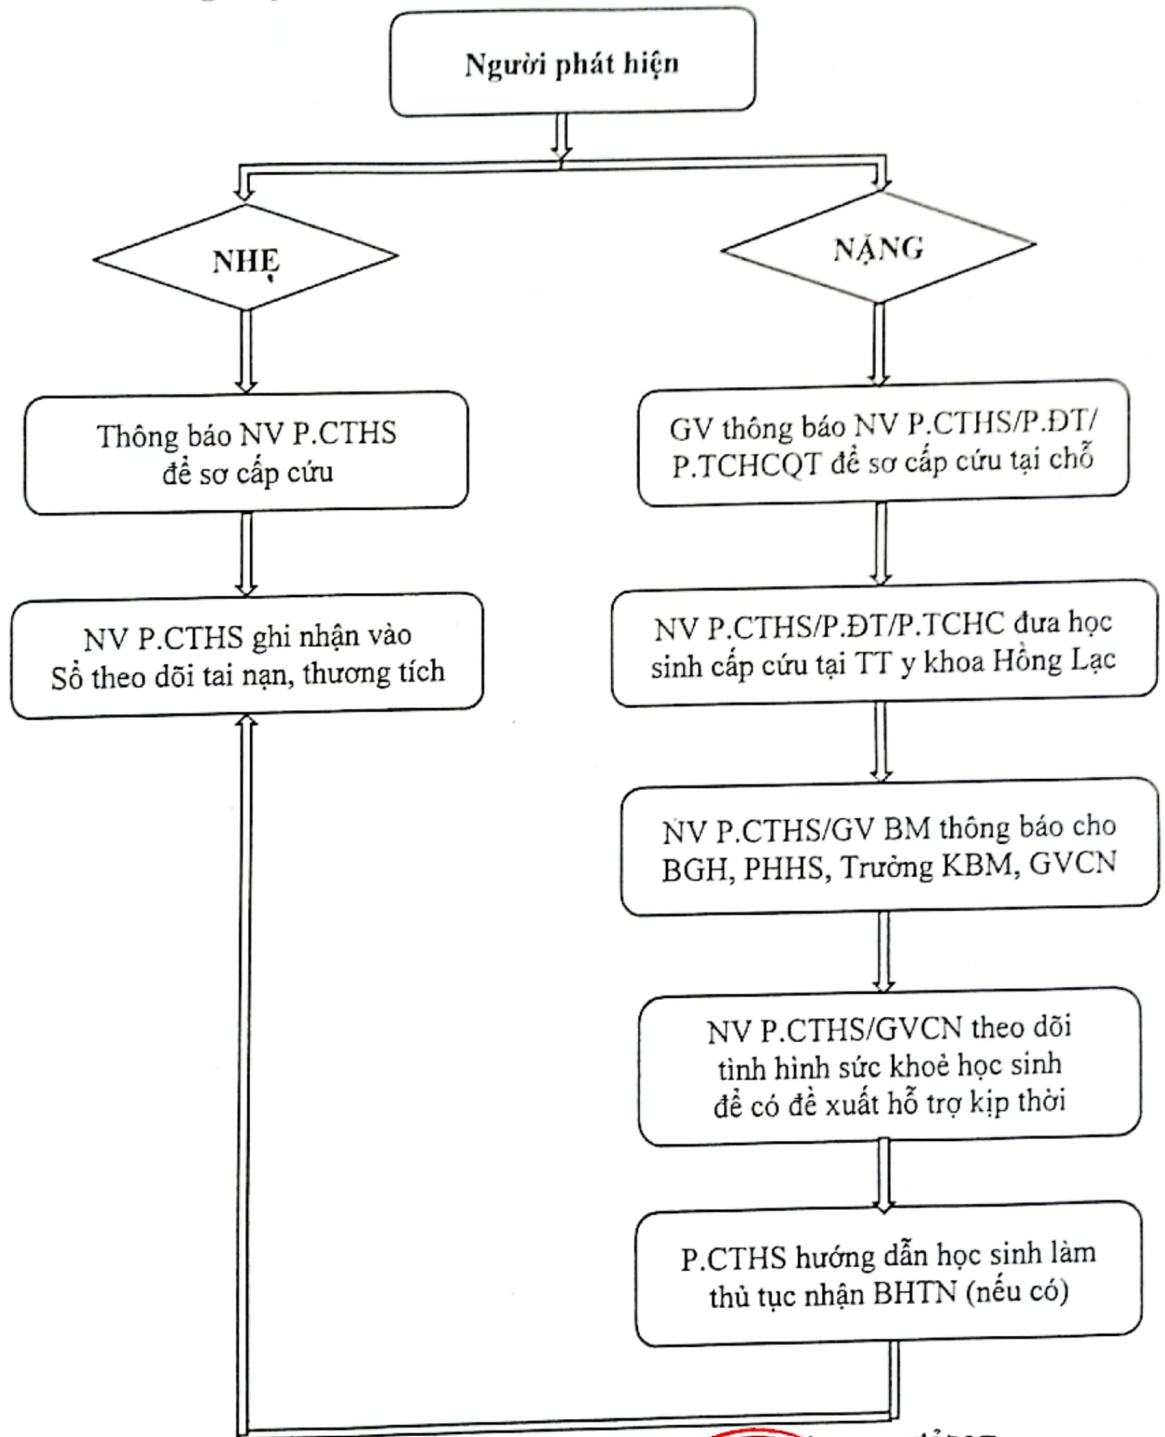 Người phát hiện
NHẸ
NẶNG
Thông báo NV P.CTHS
để sơ cấp cứu
GV thông báo NV P.CTHS/P.ĐT/
P.TCHCQT để sơ cấp cứu tại chỗ
NV P.CTHS ghi nhận vào
Sổ theo dõi tai nạn, thương tích
NV P.CTHS/P.ĐT/P.TCHC đưa học
sinh cấp cứu tại TT y khoa Hồng Lạc
NV P.CTHS/GV BM thông báo cho
BGH, PHHS, Trưởng KBM, GVCN
NV P.CTHS/GVCN theo dõi
tình hình sức khoẻ học sinh
để có đề xuất hỗ trợ kịp thời
P.CTHS hướng dẫn học sinh làm
thủ tục nhận BHTN (nếu có)